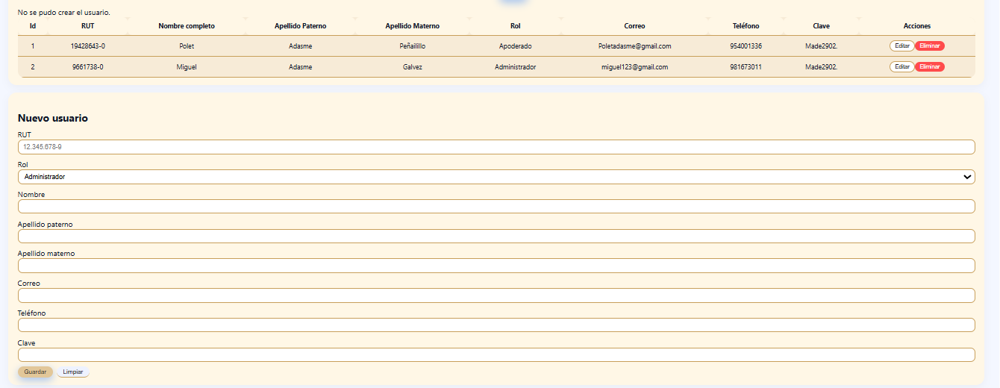 No se pudo crear el usuario.
Id RUT Nombre completo Apellido Paterno Apellido Materno Rol Correo Teléfono Clave Acciones
1 19428643-0 Polet Adasme Peñailillo Apoderado Poletadasme@gmail.com 954001336 Made2902. Editar Eliminar
2 9661738-0 Miguel Adasme Galvez Administrador miguel123@gmail.com 981673011 Made2902. Editar Eliminar
Nuevo usuario
RUT
12.345.678-9
Rol
Administrador
Nombre
Apellido paterno
Apellido materno
Correo
Teléfono
Clave
Guardar Limpiar